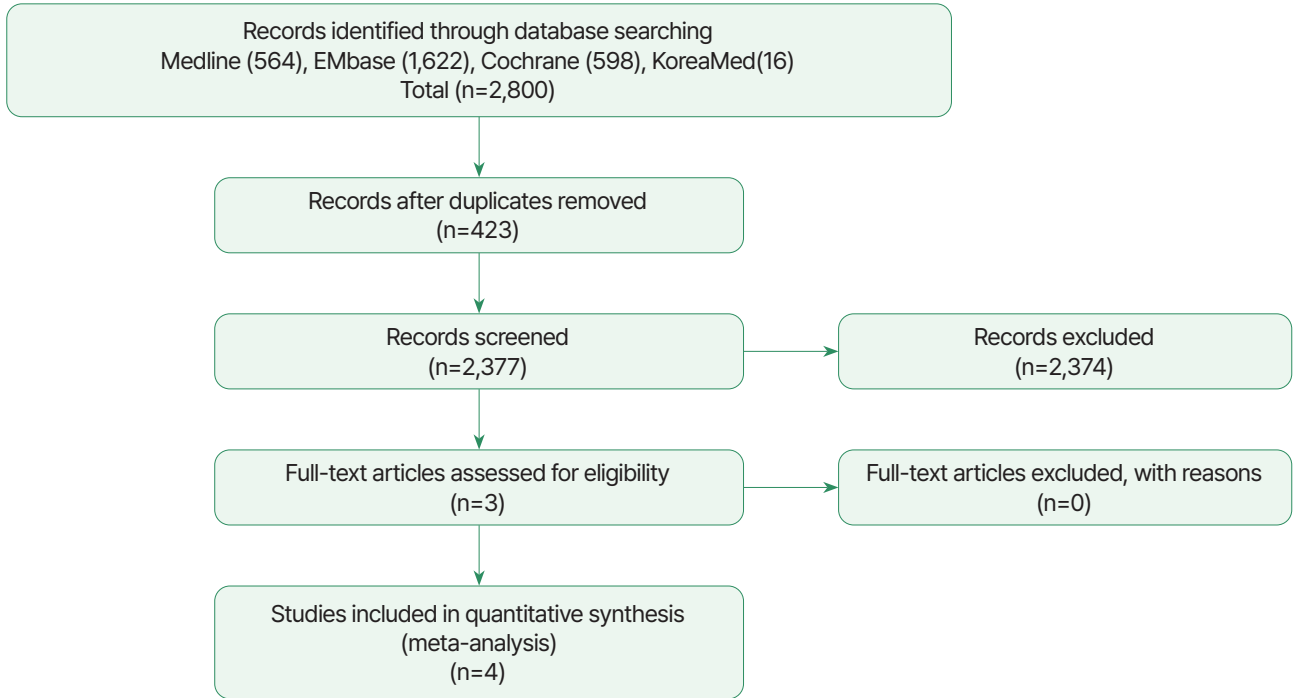 Records identified through database searching
Medline (564), EMbase (1,622), Cochrane (598), KoreaMed(16)
Total (n=2,800)
Records after duplicates removed
(n=423)
Records screened
(n=2,377)
Records excluded
(n=2,374)
Full-text articles assessed for eligibility
(n=3)
Full-text articles excluded, with reasons
(n=0)
Studies included in quantitative synthesis
(meta-analysis)
(n=4)